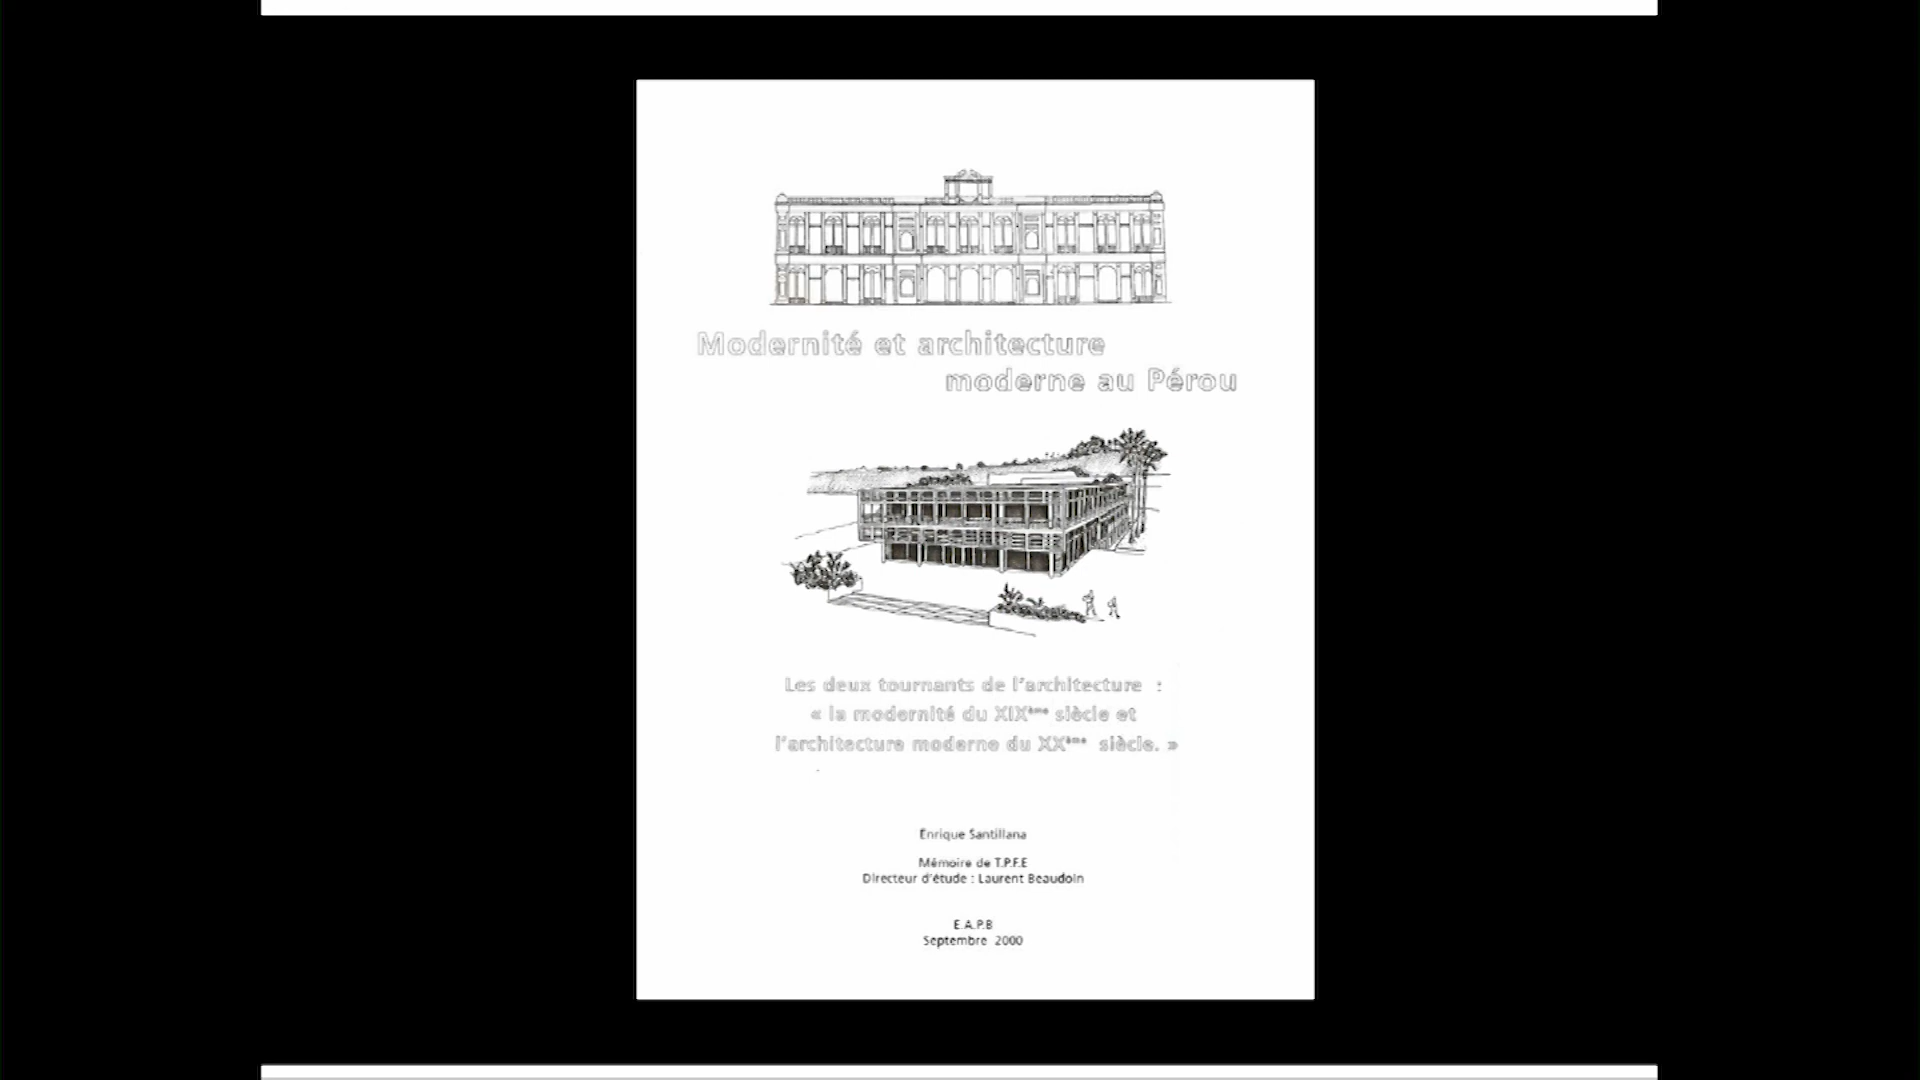 Modernité et architecture
moderne au Pérou
Les deux tournants de l'architecture :
« la modernité du XIXème siècle et
l'architecture moderne du XXème siècle. »
Enrique Santillana
Mémoire de T.P.F.E
Directeur d'étude : Laurent Beaudoin
E.A.P.B
Septembre 2000